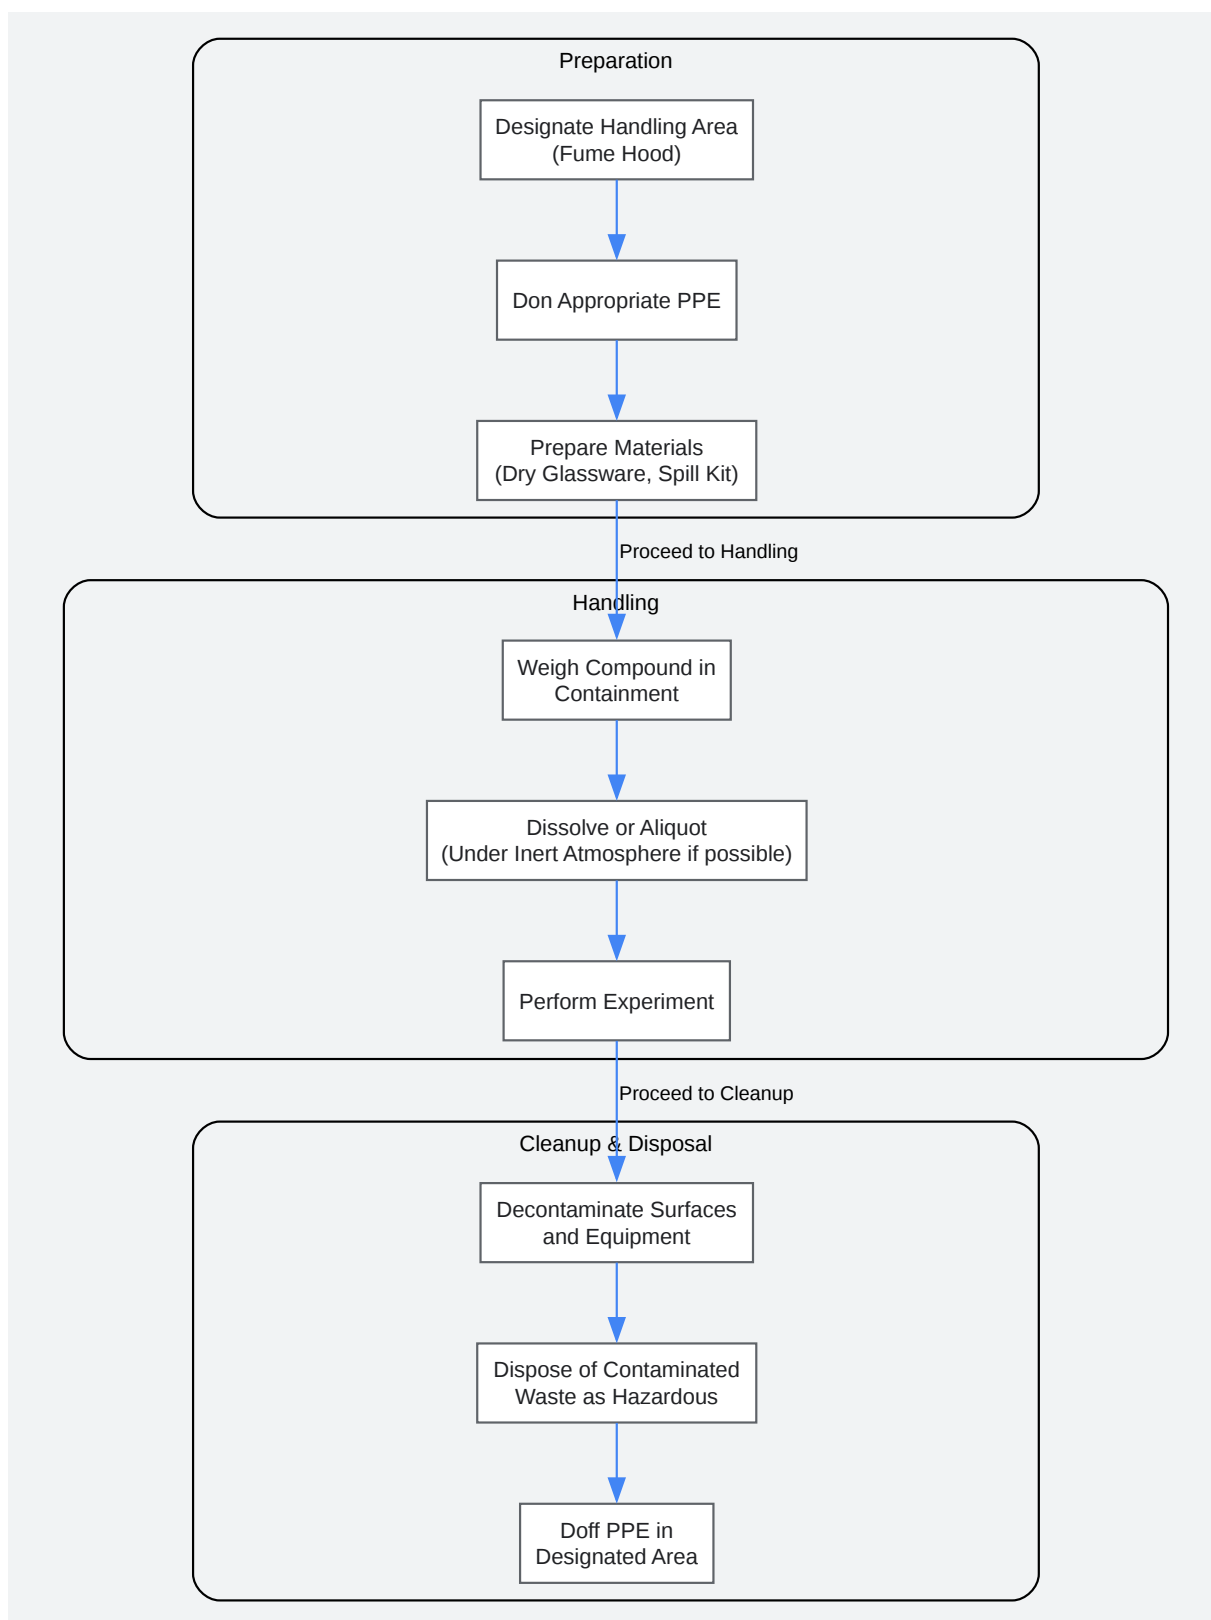 Preparation
Designate Handling Area
(Fume Hood)
Don Appropriate PPE
Prepare Materials
(Dry Glassware, Spill Kit)
Proceed to Handling
Handling
Weigh Compound in
Containment
Dissolve or Aliquot
(Under Inert Atmosphere if possible)
Perform Experiment
Proceed to Cleanup
Cleanup & Disposal
Decontaminate Surfaces
and Equipment
Dispose of Contaminated
Waste as Hazardous
Doff PPE in
Designated Area